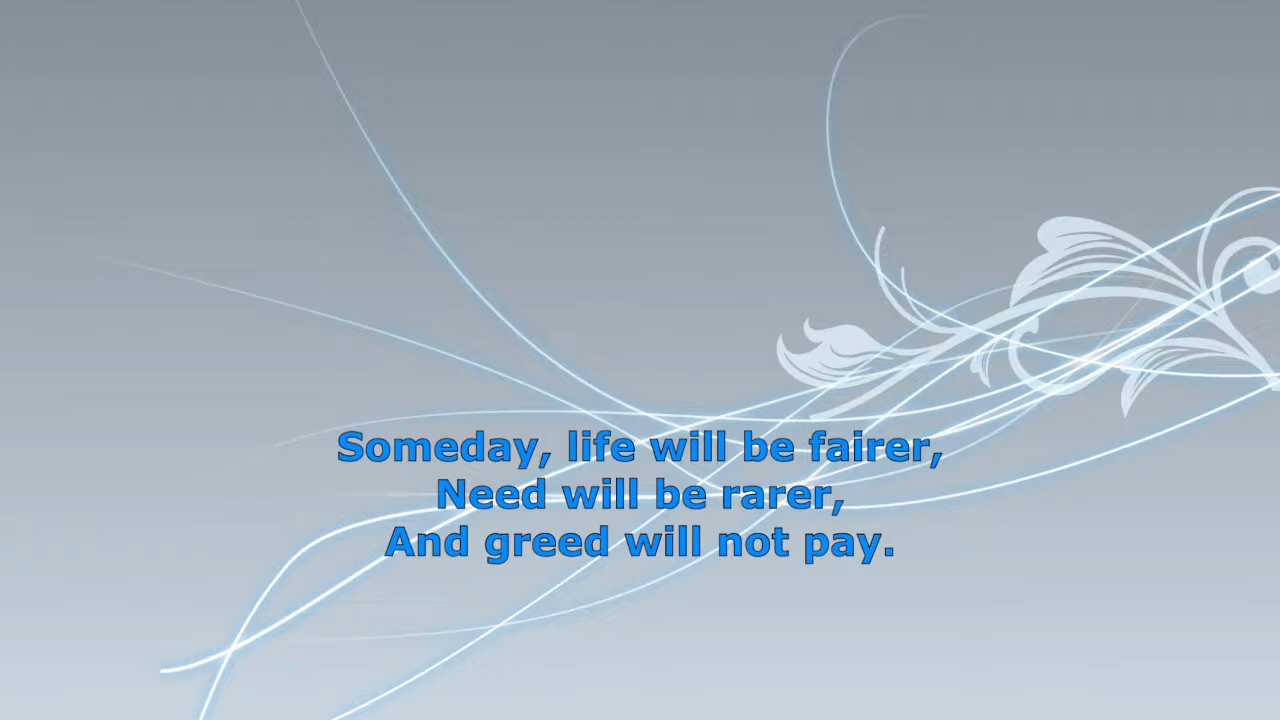 Someday, life will be fairer,
Need will be rarer,
And greed will not pay.